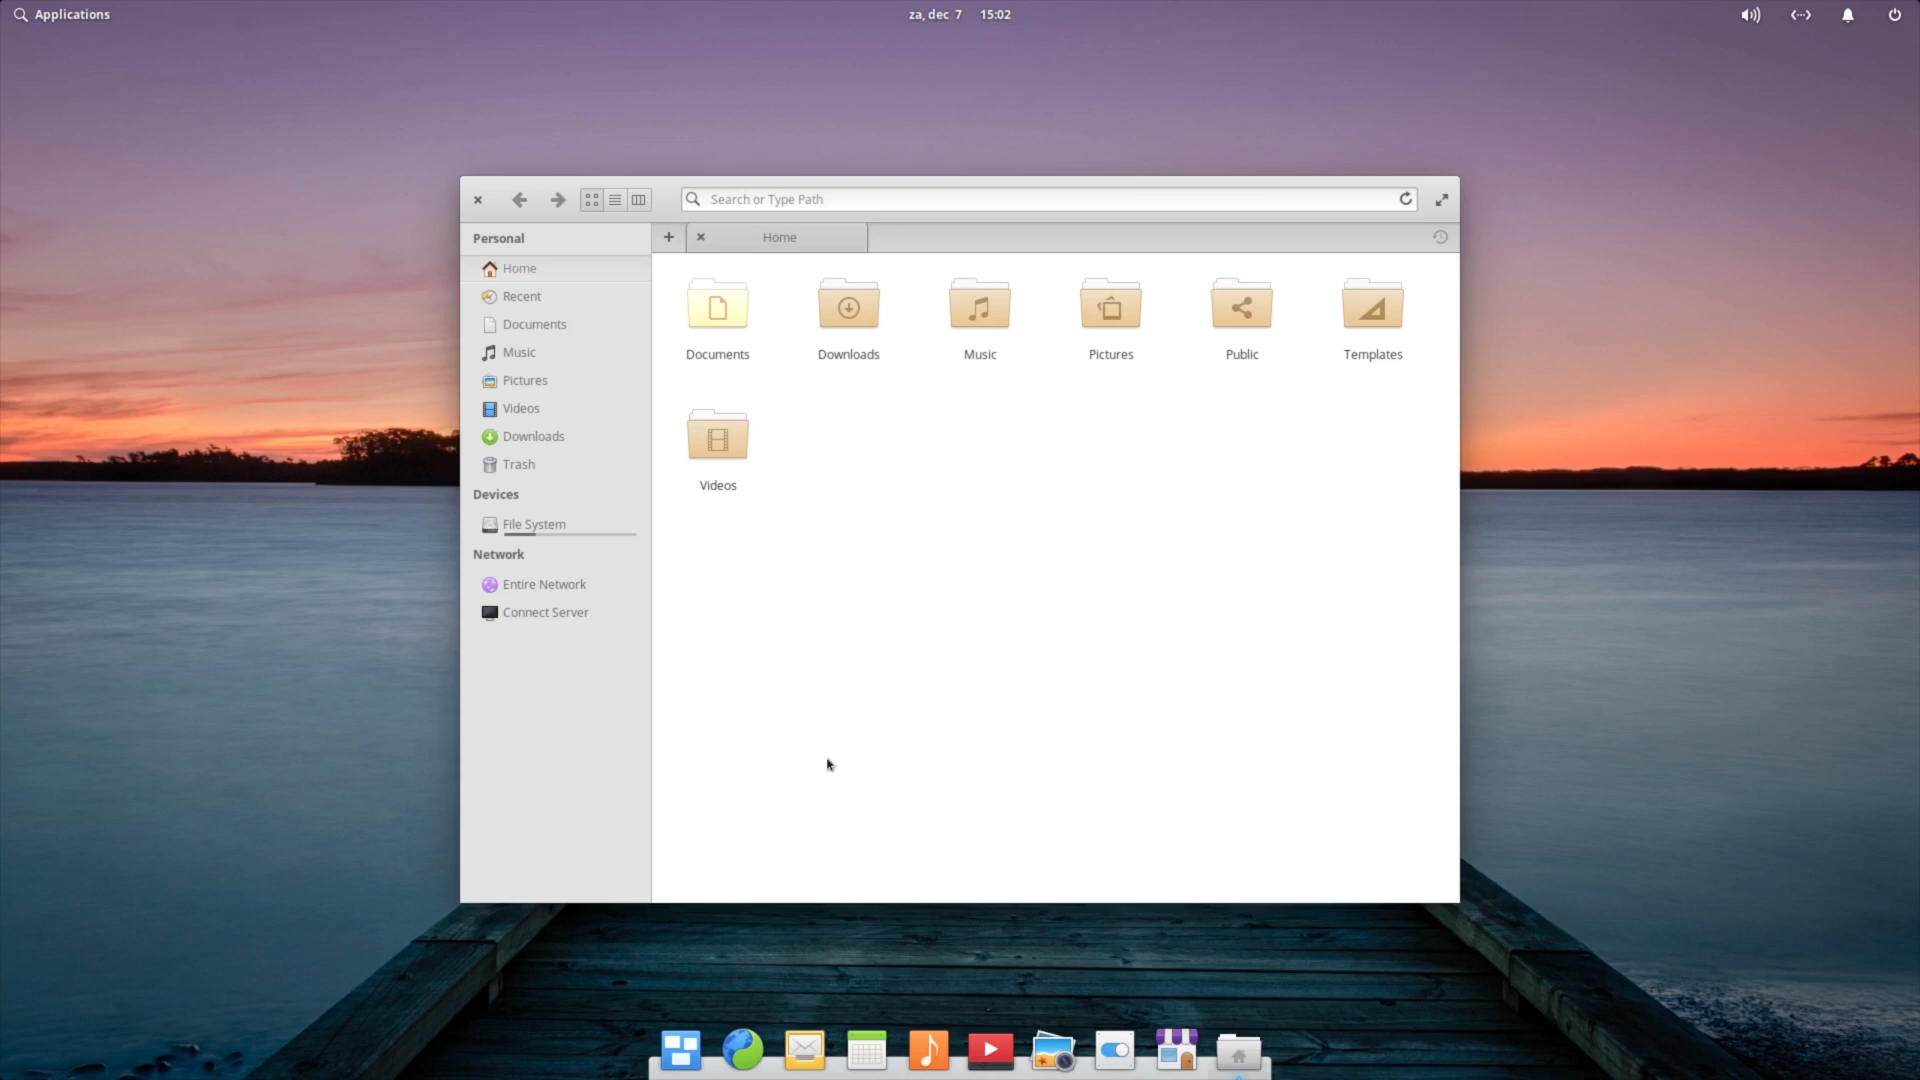 Applications
za, dec 7 15:02
Search or Type Path
Personal
Home
Home
Recent
Documents
Music
Pictures
Videos
Downloads
Trash
Devices
File System
Network
Entire Network
Connect Server
Documents
Downloads
Music
Pictures
Public
Templates
Videos